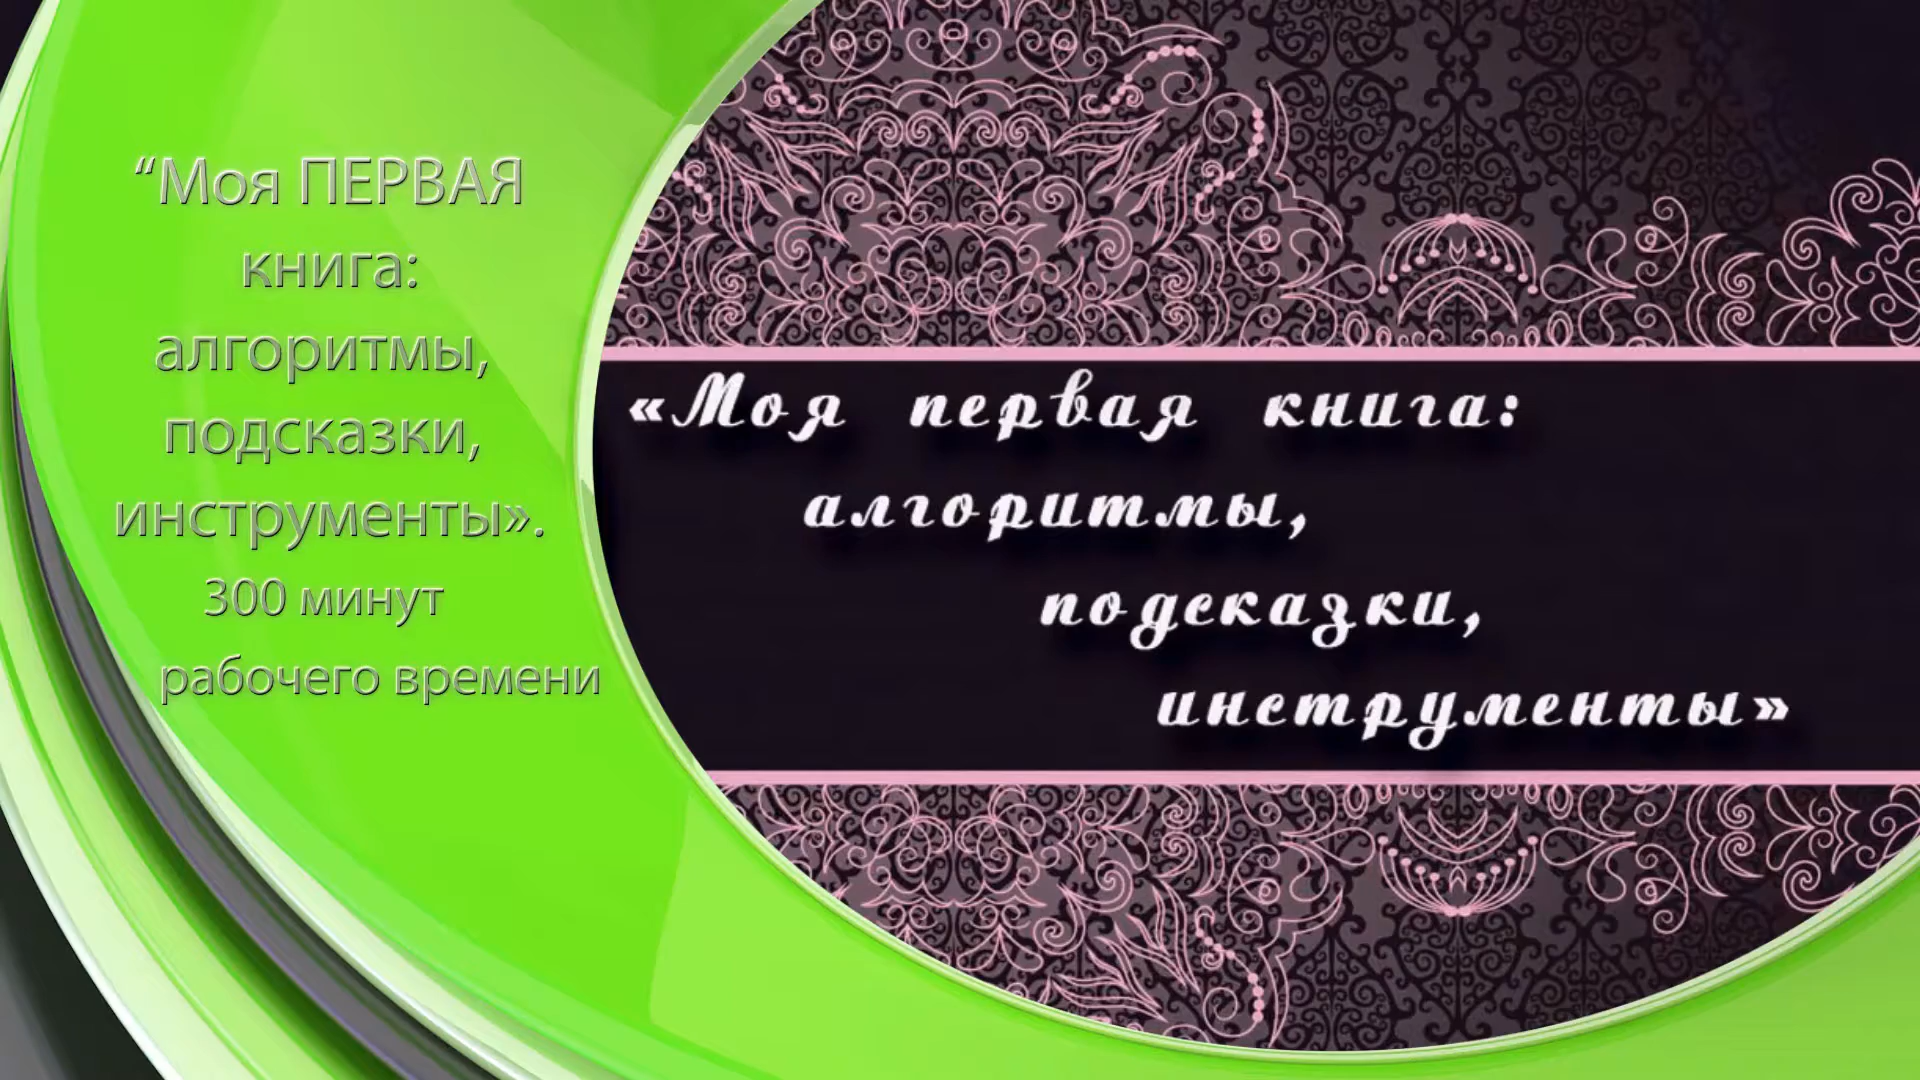 “Моя ПЕРВАЯ
книга:
алгоритмы,
подсказки,
инструменты».
300 минут
рабочего времени
«Моя первая книга:
алгоритмы,
подсказки,
инструменты»